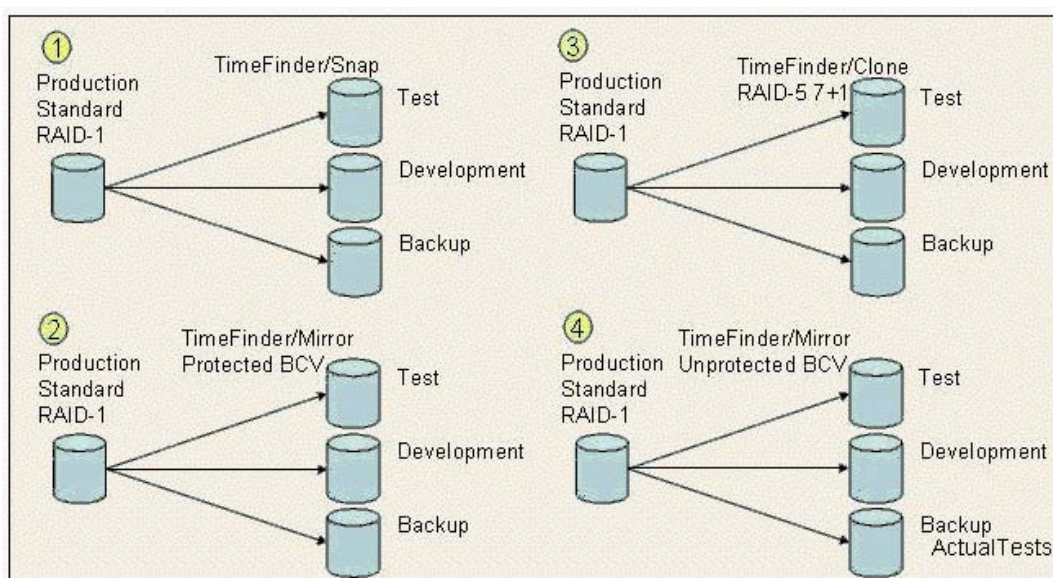 1
Production
Standard
RAID-1
TimeFinder/Snap
Test
Development
Backup
2
Production
Standard
RAID-1
TimeFinder/Mirror
Protected BCV
Test
Development
Backup
3
Production
Standard
RAID-1
TimeFinder/Clone
RAID-5 7+1
Test
Development
Backup
4
Production
Standard
RAID-1
TimeFinder/Mirror
Unprotected BCV
Test
Development
Backup
ActualTests